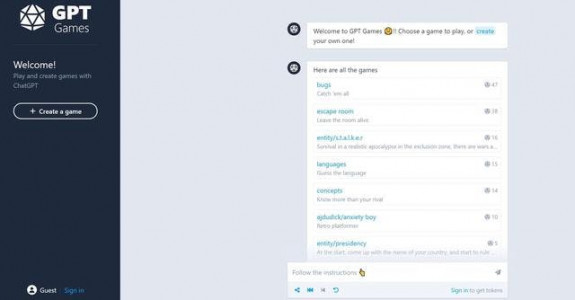 GPT
Games
Welcome!
Play and create games with
ChatGPT
+ Create a game
Guest Sign in
Welcome to GPT Games !! Choose a game to play, or create
your own one!
Here are all the games
bugs 47
Catch 'em all
escape room 38
Leave the room alive
entity/s.t.a.l.k.e.r 16
Survival in a realistic apocalypse in the exclusion zone, there are wars a...
languages 15
Guess the language
concepts 14
Know more than your rival
ajdudick/anxiety boy 10
Retro platformer
entity/presidency 5
At the start, come up with the name of your country, and start to rule
Follow the instructions
Sign in to get tokens